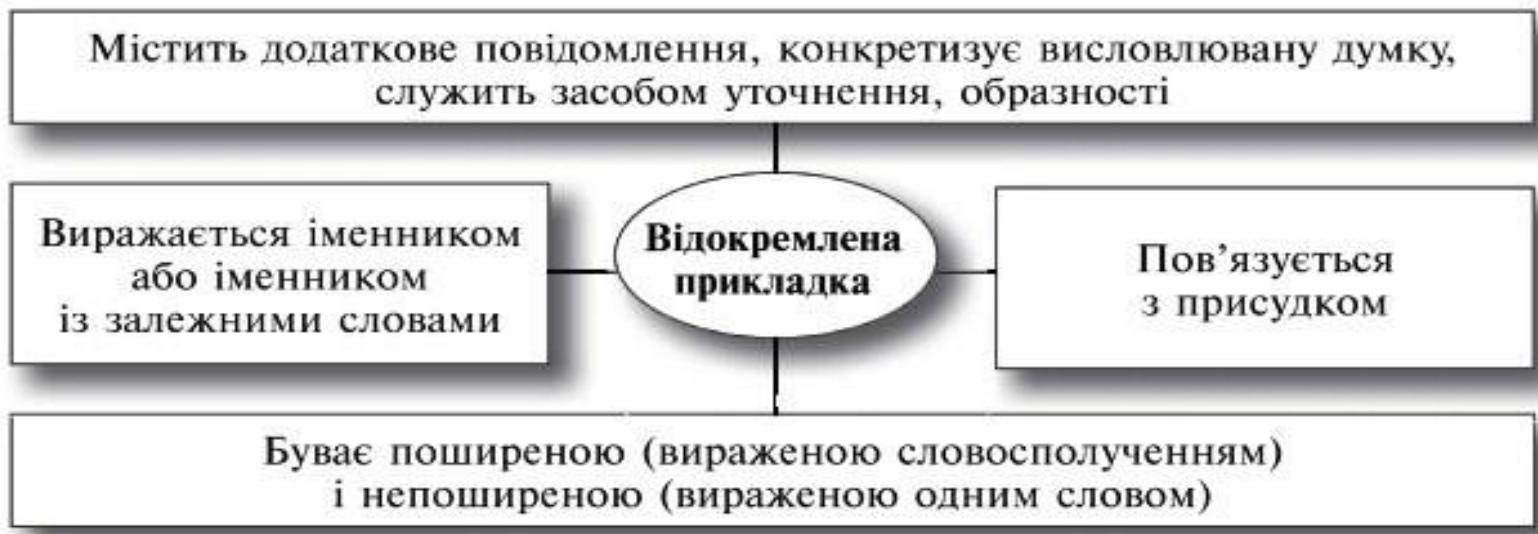 Містить додаткове повідомлення, конкретизує висловлювану думку,
служить засобом уточнення, образності
Виражається іменником
або іменником
із залежними словами
Відокремлена
прикладка
Пов’язується
з присудком
Буває поширеною (вираженою словосполученням)
і непоширеною (вираженою одним словом)